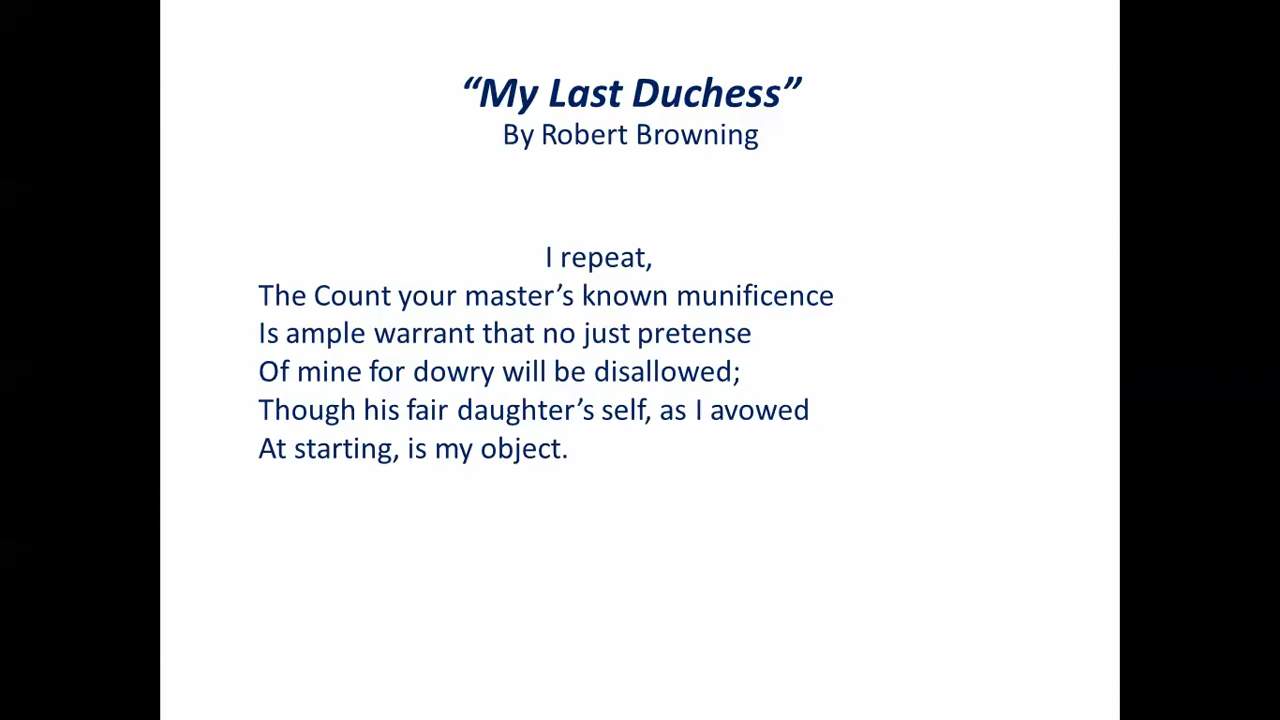 “My Last Duchess”
By Robert Browning
I repeat,
The Count your master’s known munificence
Is ample warrant that no just pretense
Of mine for dowry will be disallowed;
Though his fair daughter’s self, as I avowed
At starting, is my object.